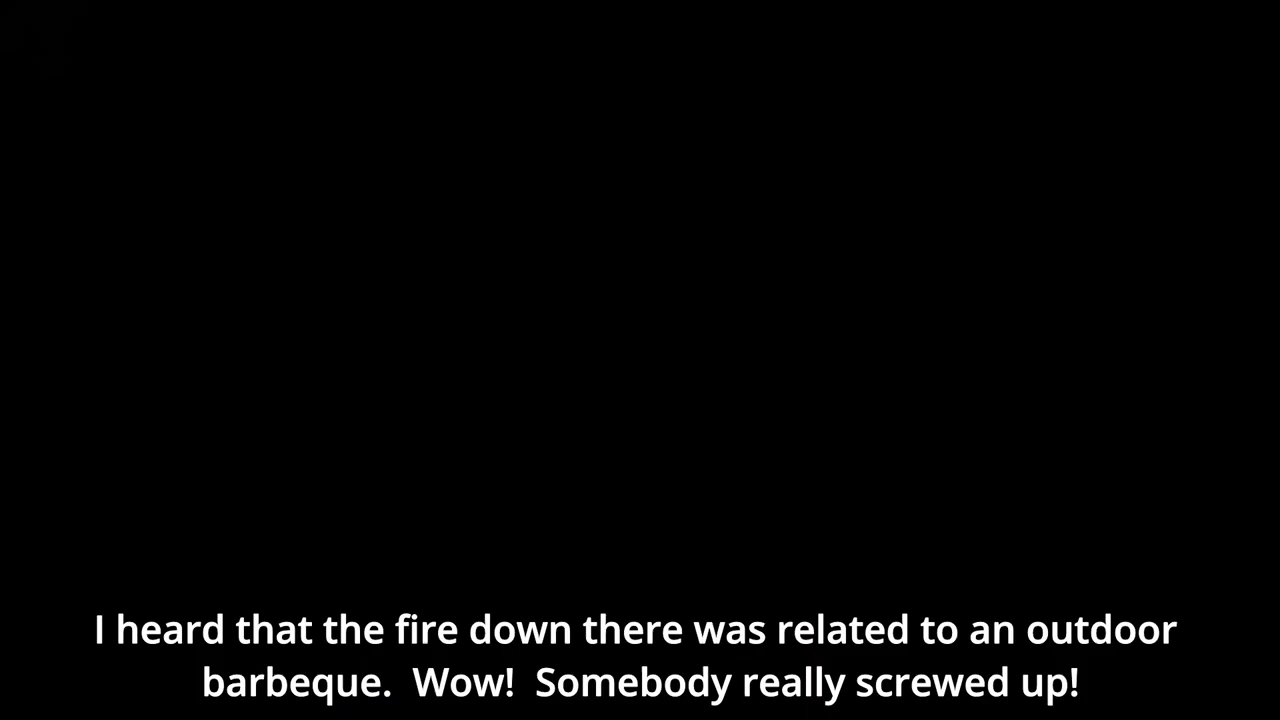 I heard that the fire down there was related to an outdoor
barbeque.  Wow!  Somebody really screwed up!